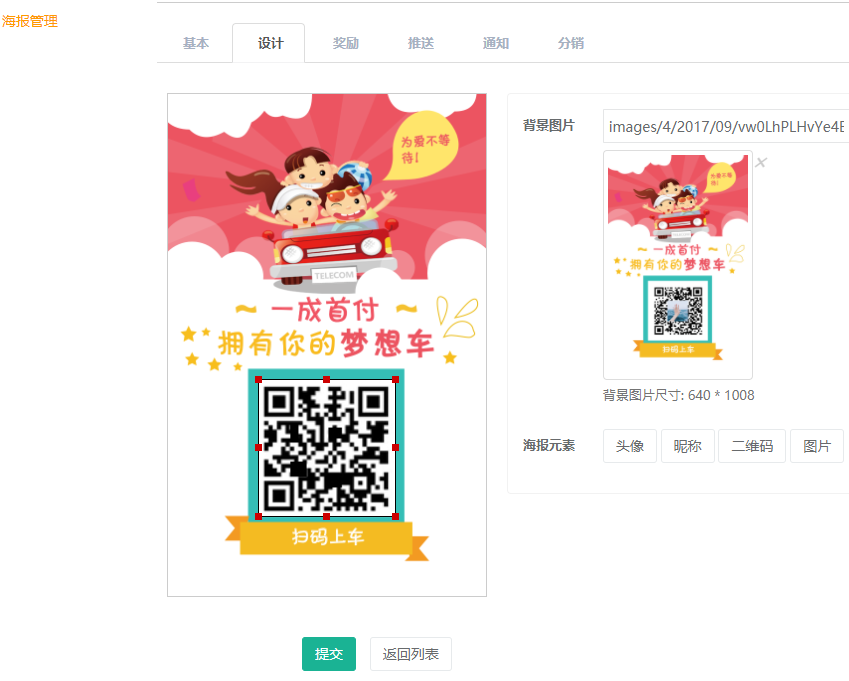 海报管理
基本 设计 奖励 推送 通知 分销
为爱不等
待！
TELECOM
一成首付
拥有你的梦想车
扫码上车
背景图片 images/4/2017/09/vw0LhPLHvYe4E
为爱不等
待！
一成首付
拥有你的梦想车
扫码上车
背景图片尺寸: 640 * 1008
海报元素 头像 昵称 二维码 图片
提交 返回列表